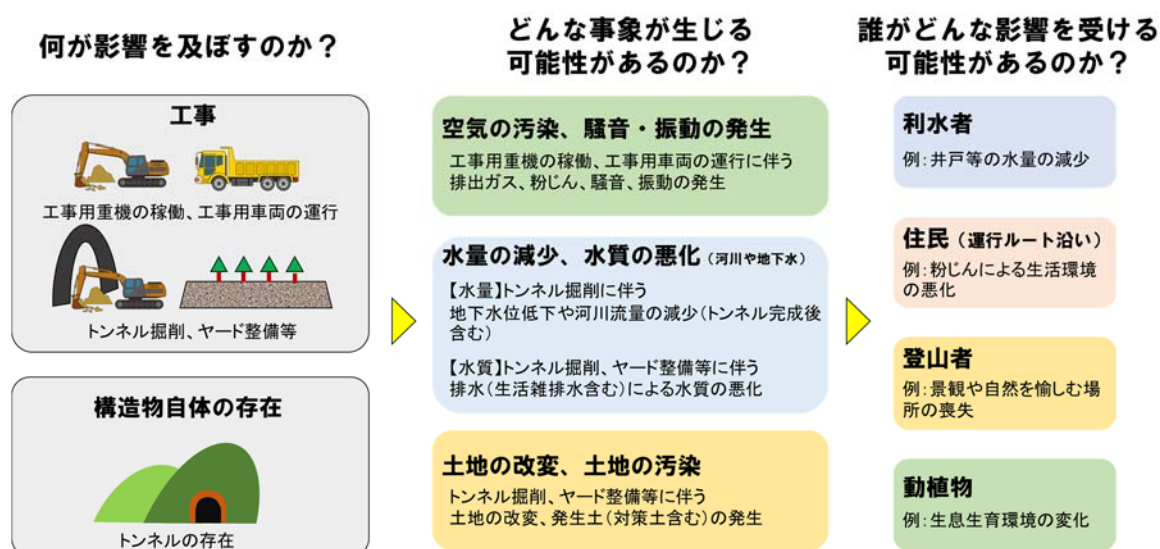 何が影響を及ぼすのか？
工事
工事用重機の稼働、工事用車両の運行
トンネル掘削、ヤード整備等
構造物自体の存在
トンネルの存在
どんな事象が生じる
可能性があるのか？
空気の汚染、騒音・振動の発生
工事用重機の稼働、工事用車両の運行に伴う
排出ガス、粉じん、騒音、振動の発生
水量の減少、水質の悪化（河川や地下水）
【水量】トンネル掘削に伴う
地下水位低下や河川流量の減少（トンネル完成後
含む）
【水質】トンネル掘削、ヤード整備等に伴う
排水（生活雑排水含む）による水質の悪化
土地の改変、土地の汚染
トンネル掘削、ヤード整備等に伴う
土地の改変、発生土（対策土含む）の発生
誰がどんな影響を受ける
可能性があるのか？
利水者
例：井戸等の水量の減少
住民（運行ルート沿い）
例：粉じんによる生活環境
の悪化
登山者
例：景観や自然を愉しむ場
所の喪失
動植物
例：生息生育環境の変化